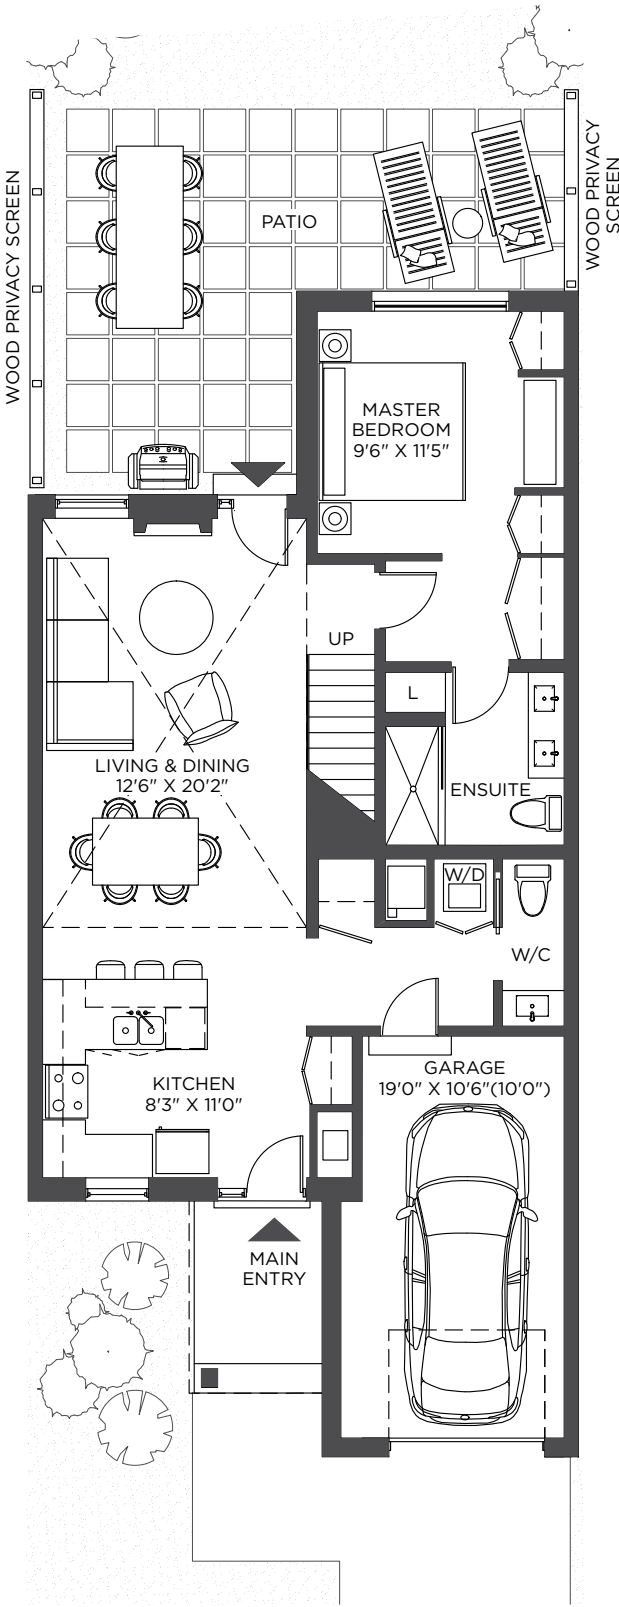 WOOD PRIVACY SCREEN
WOOD PRIVACY
SCREEN
PATIO
MASTER
BEDROOM
9'6" X 11'5"
UP
L
LIVING & DINING
12'6" X 20'2"
ENSUITE
W/D
W/C
KITCHEN
8'3" X 11'0"
GARAGE
19'0" X 10'6"(10'0")
MAIN
ENTRY